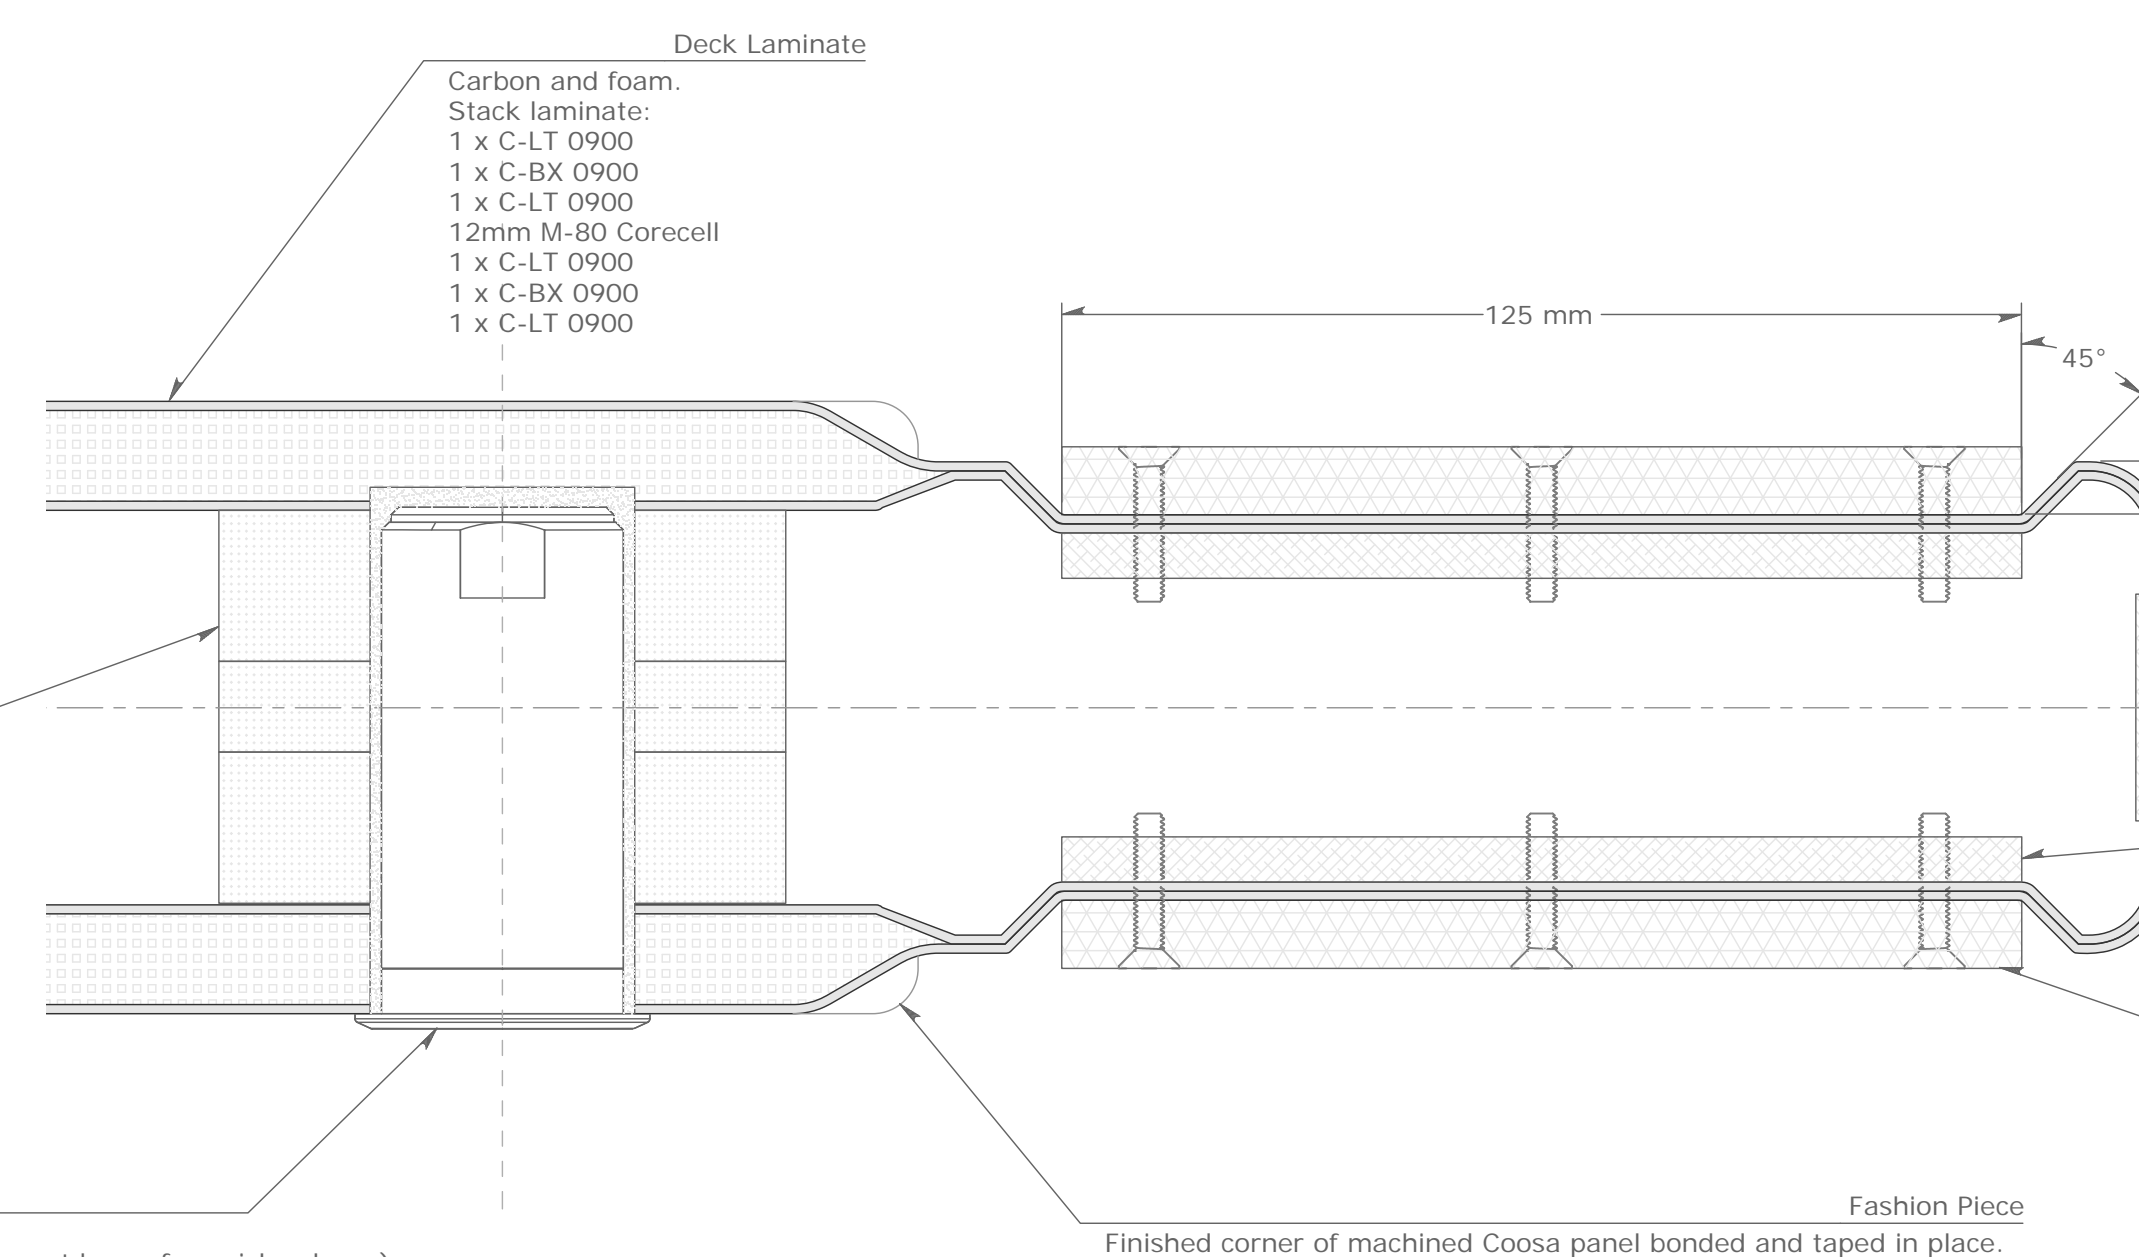 Deck Laminate
Carbon and foam.
Stack laminate:
1 x C-LT 0900
1 x C-BX 0900
1 x C-LT 0900
12mm M-80 Corecell
1 x C-LT 0900
1 x C-BX 0900
1 x C-LT 0900
125 mm
45°
Fashion Piece
Finished corner of machined Coosa panel bonded and taped in place.